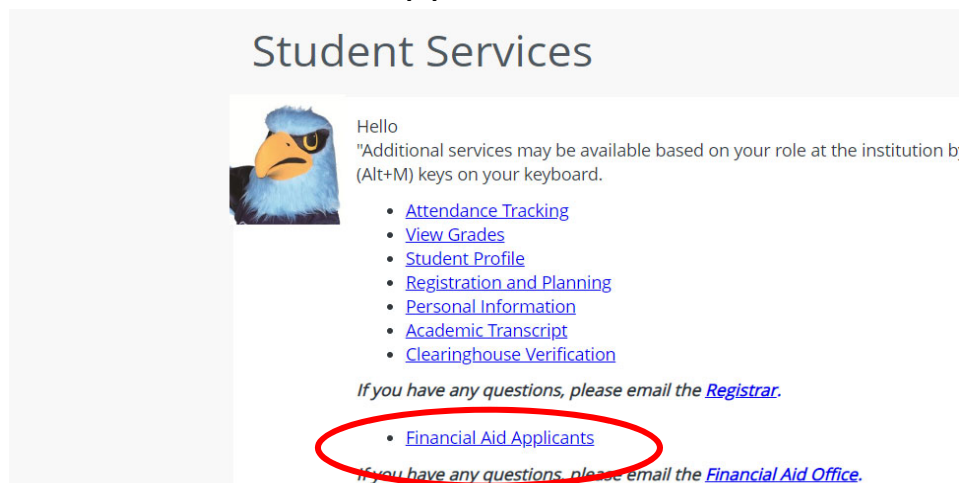 Student Services
Hello
"Additional services may be available based on your role at the institution by
(Alt+M) keys on your keyboard.
Attendance Tracking
View Grades
Student Profile
Registration and Planning
Personal Information
Academic Transcript
Clearinghouse Verification
If you have any questions, please email the Registrar.
Financial Aid Applicants
If you have any questions, please email the Financial Aid Office.